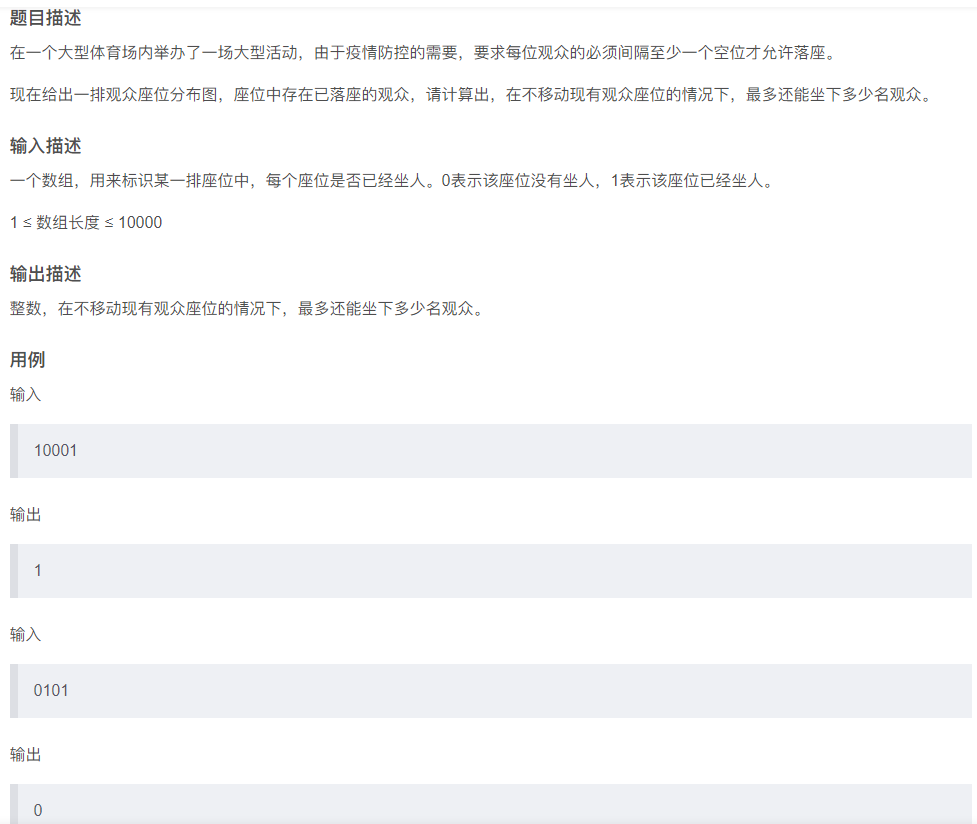 题目描述
在一个大型体育场内举办了一场大型活动，由于疫情防控的需要，要求每位观众的必须间隔至少一个空位才允许落座。
现在给出一排观众座位分布图，座位中存在已落座的观众，请计算出，在不移动现有观众座位的情况下，最多还能坐下多少名观众。
输入描述
一个数组，用来标识某一排座位中，每个座位是否已经坐人。0表示该座位没有坐人，1表示该座位已经坐人。
1 ≤ 数组长度 ≤ 10000
输出描述
整数，在不移动现有观众座位的情况下，最多还能坐下多少名观众。
用例
输入
10001
输出
1
输入
0101
输出
0